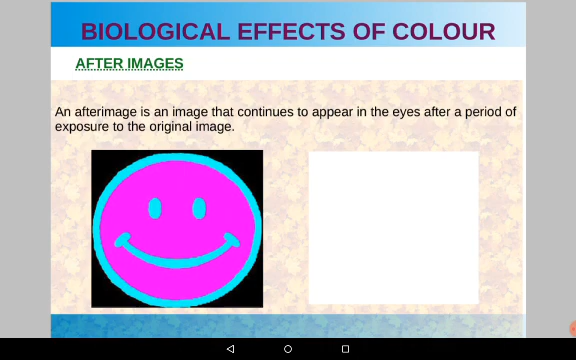 BIOLOGICAL EFFECTS OF COLOUR
AFTER IMAGES
An afterimage is an image that continues to appear in the eyes after a period of
exposure to the original image.